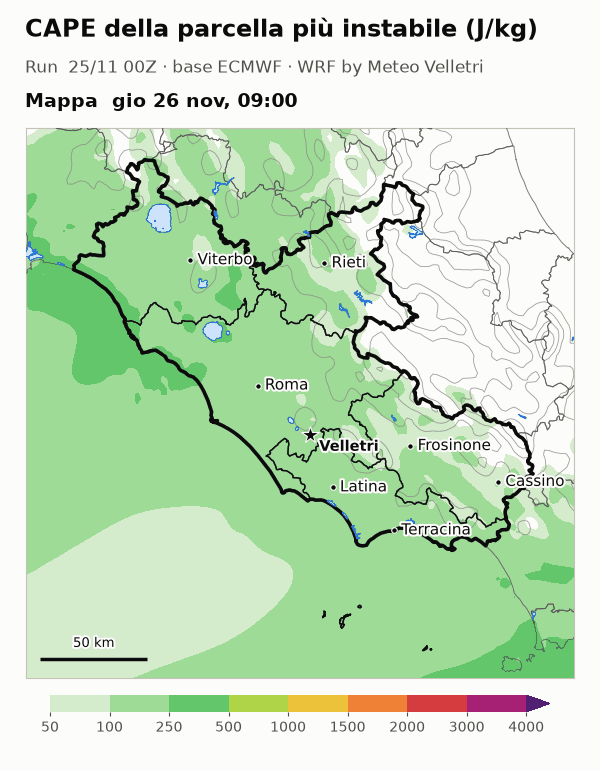 CAPE della parcella più instabile (J/kg)
Run  25/11 00Z · base ECMWF · WRF by Meteo Velletri
Mappa  gio 26 nov, 09:00
Viterbo
Rieti
Roma
Velletri
Frosinone
Cassino
Latina
Terracina
50 km
50 100 250 500 1000 1500 2000 3000 4000